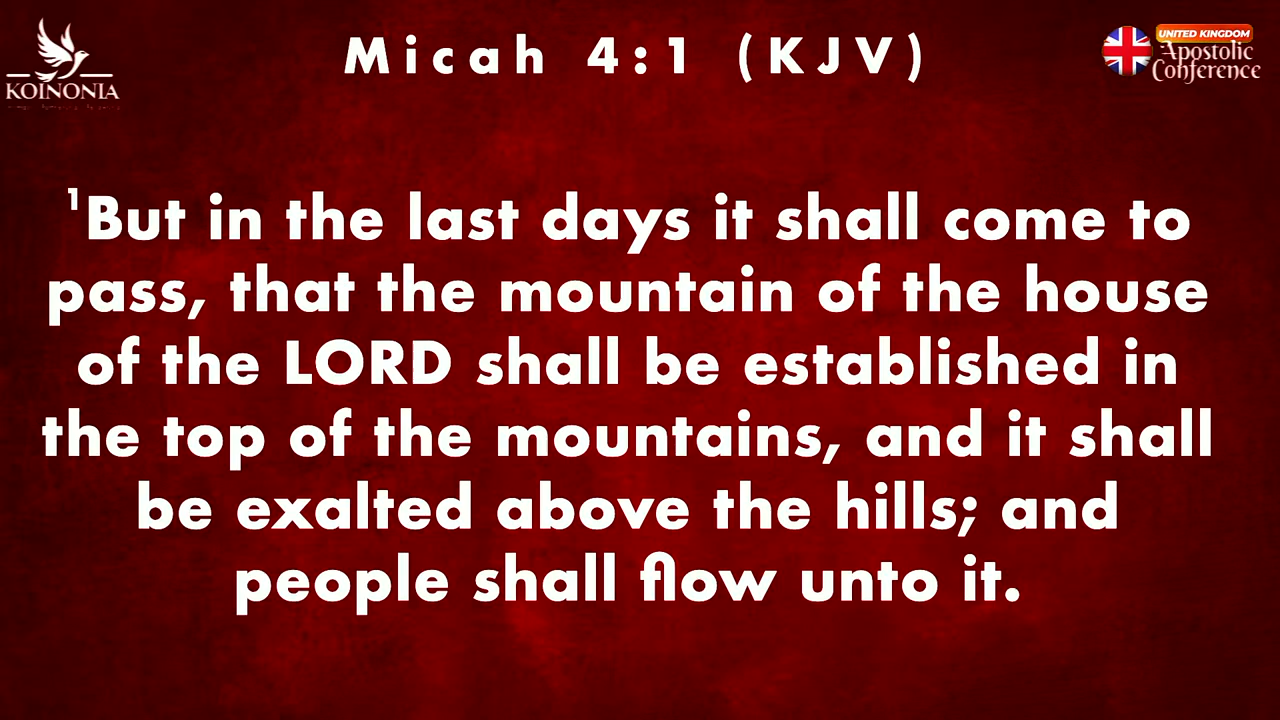 KOINONIA
Micah 4:1 (KJV)
UNITED KINGDOM
Apostolic
Conference
¹But in the last days it shall come to
pass, that the mountain of the house
of the LORD shall be established in
the top of the mountains, and it shall
be exalted above the hills; and
people shall flow unto it.